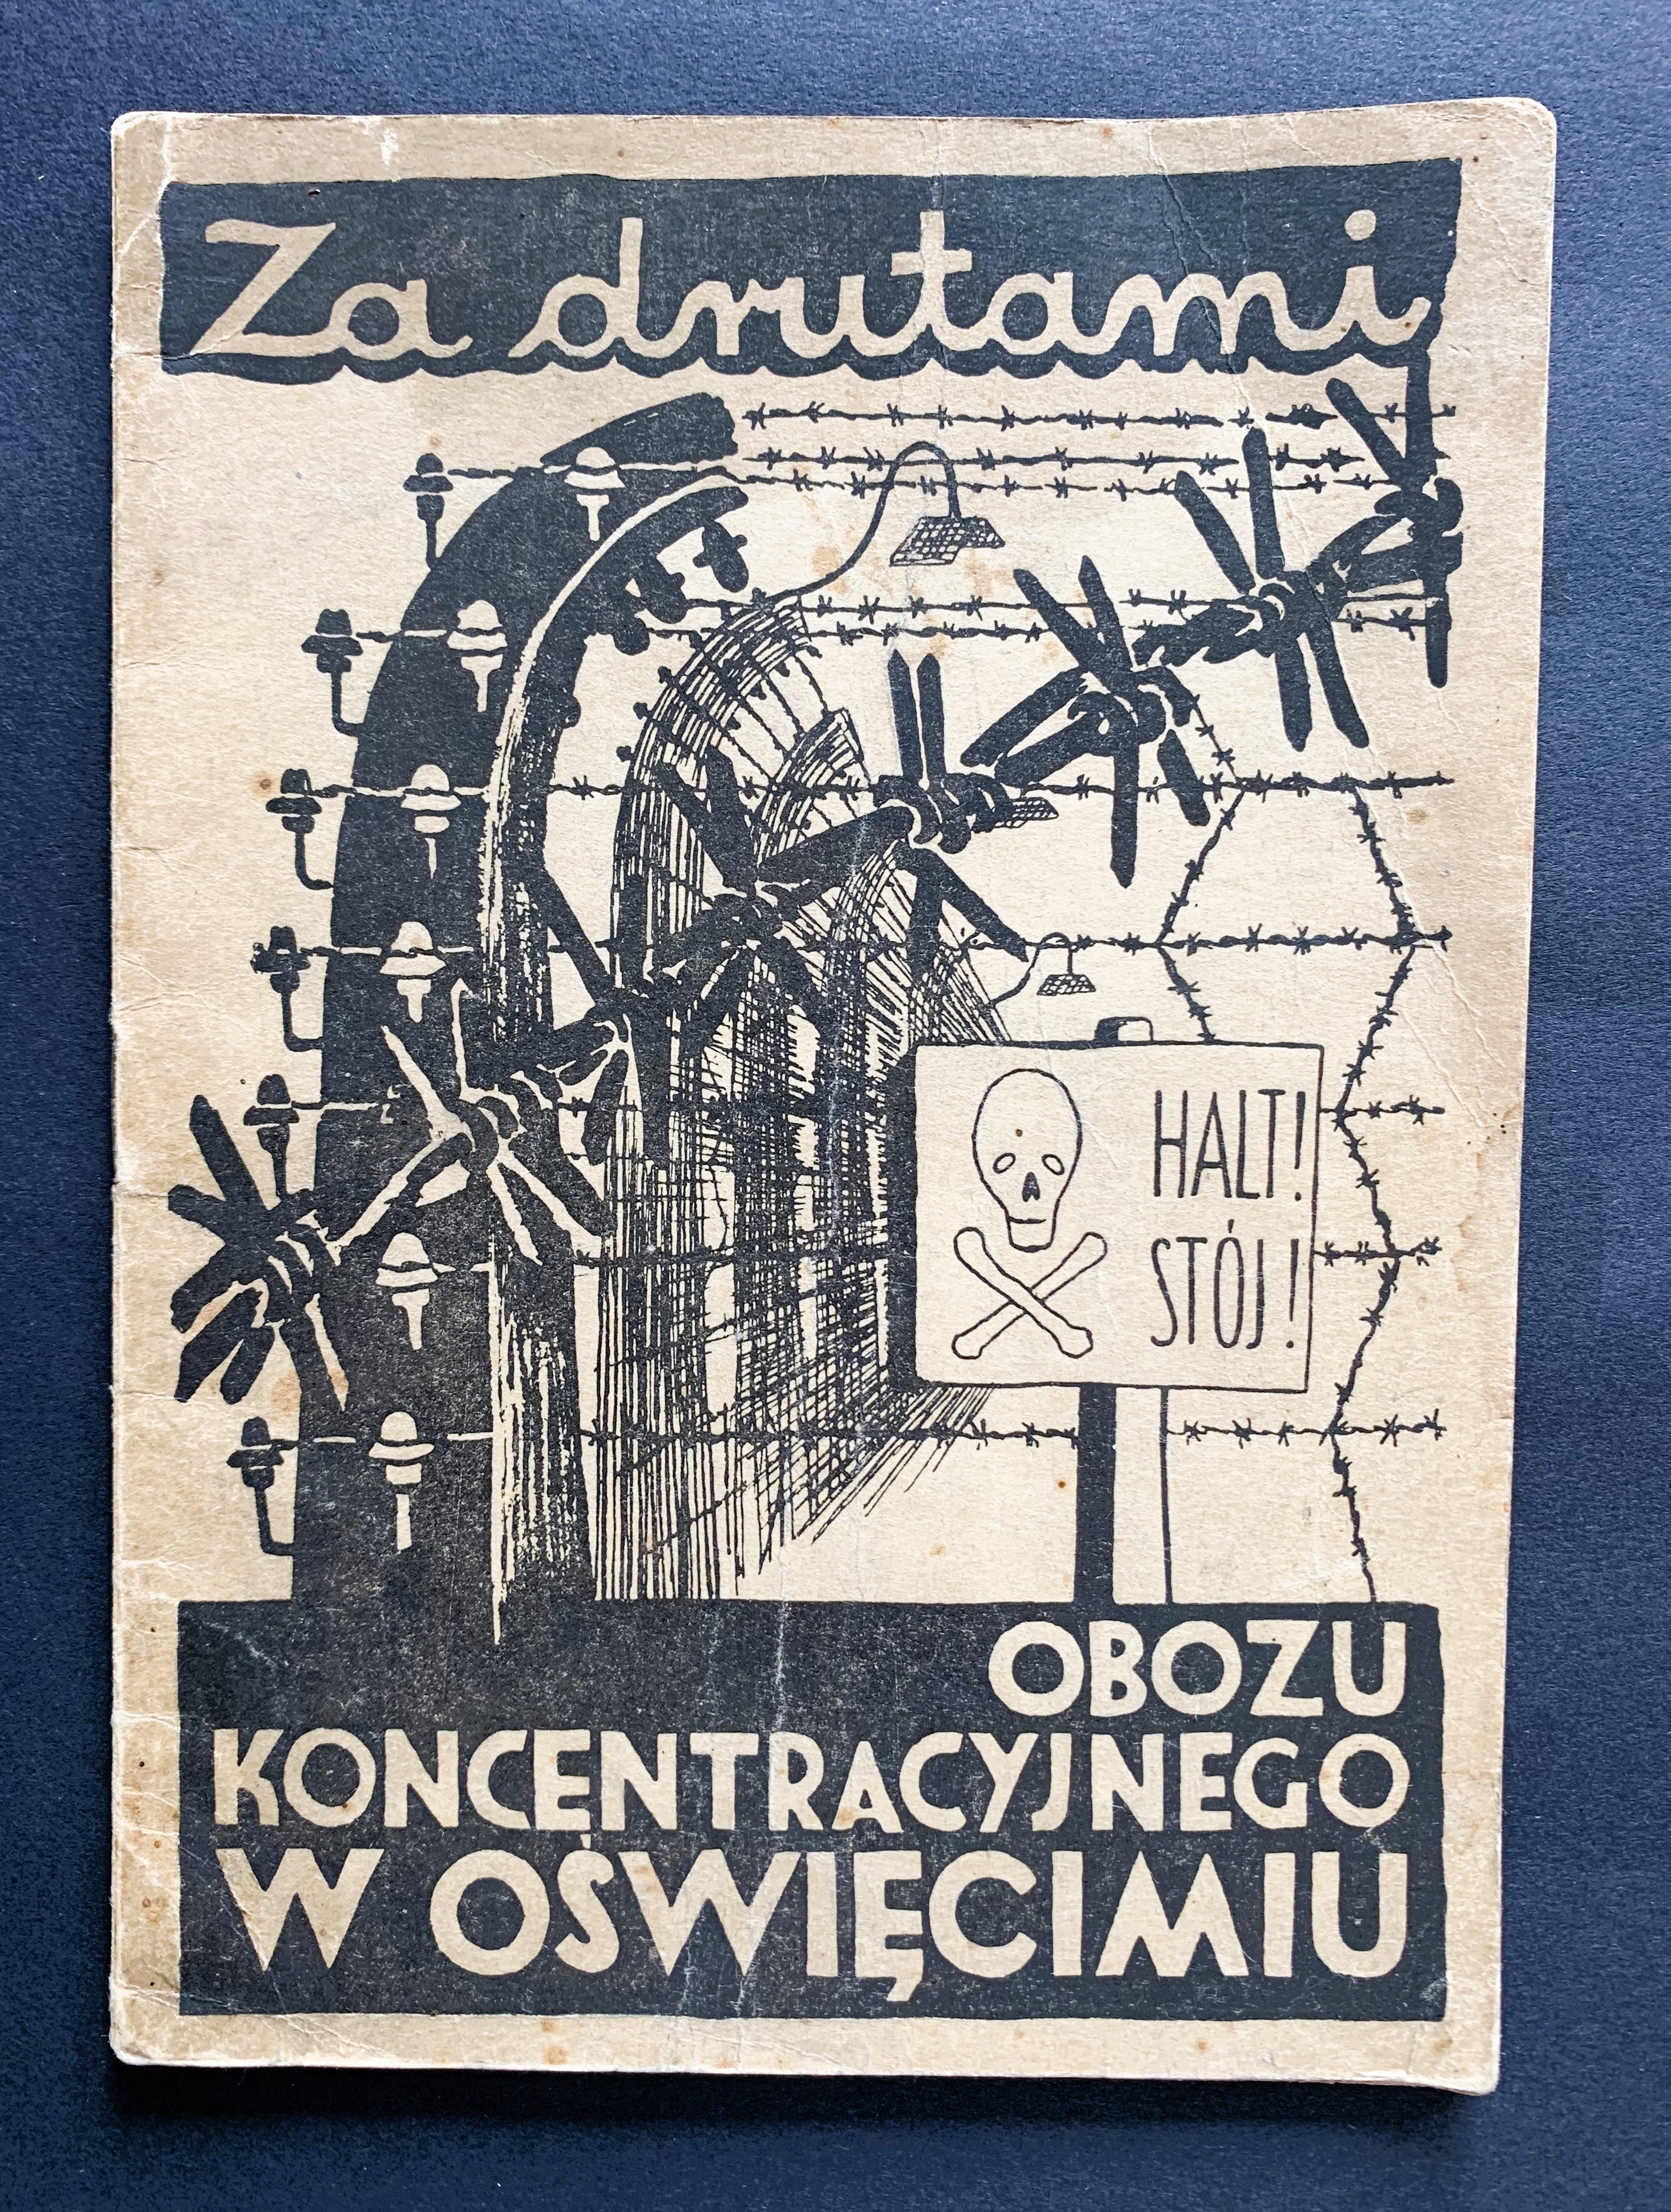 Za drutami
HALT!
STÓJ!
OBOZU
KONCENTRACYJNEGO
W OŚWIĘCIMIU